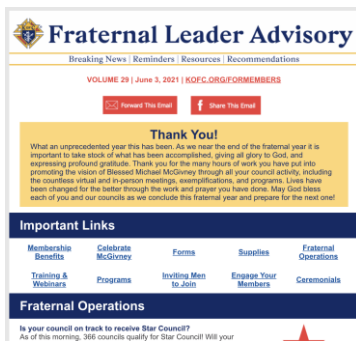 Fraternal Leader Advisory
Breaking News | Reminders | Resources | Recommendations
VOLUME 29 | June 3, 2021 | KOFC.ORG/FORMEMBERS
Forward This Email
Share This Email
Thank You!
What an unprecedented year this has been. As we near the end of the fraternal year it is
important to take stock of what has been accomplished, giving all glory to God, and
expressing profound gratitude. Thank you for the many hours of work you have put into
promoting the vision of Blessed Michael McGivney through all your council activity, including
the countless virtual and in-person meetings, exemplifications, and programs. Lives have
been changed for the better through the work and prayer you have done. May God bless
each of you and our councils as we conclude this fraternal year and prepare for the next one!
Important Links
Membership Benefits
Celebrate McGivney
Forms
Supplies
Fraternal Operations
Training & Webinars
Programs
Inviting Men to Join
Engage Your Members
Ceremonials
Fraternal Operations
Is your council on track to receive Star Council?
As of this morning, 366 councils qualify for Star Council! Will your